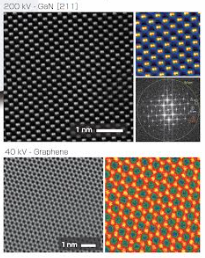 200 kV - GaN [211]
1 nm
40 kV - Graphene
1 nm